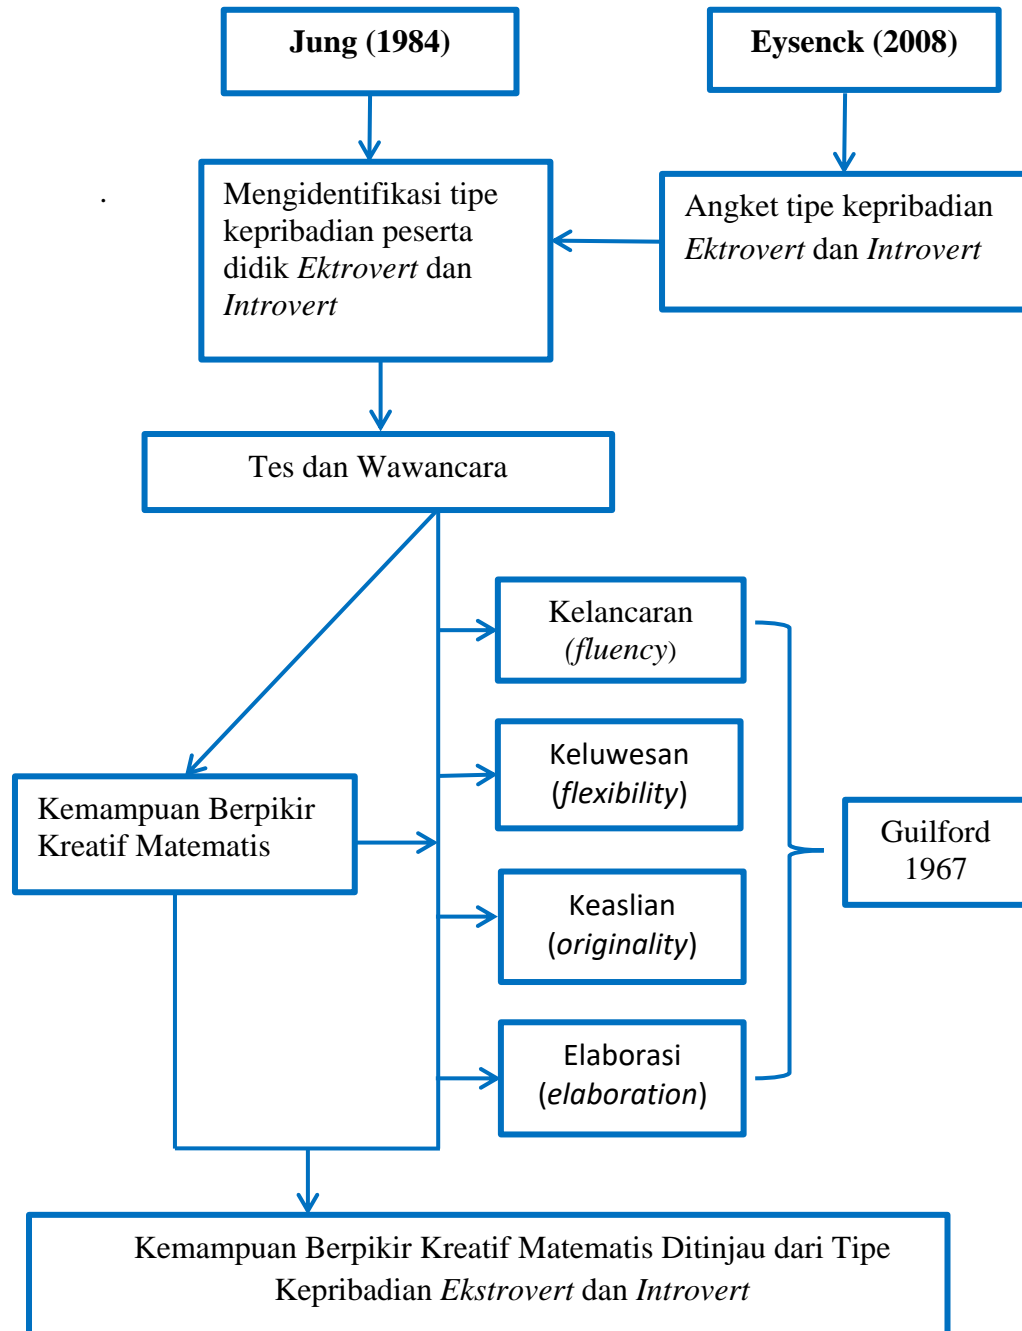 Jung (1984)
Eysenck (2008)
Mengidentifikasi tipe
kepribadian peserta
didik Ektrovert dan
Introvert
Angket tipe kepribadian
Ektrovert dan Introvert
.
Tes dan Wawancara
Kelancaran
(fluency)
Keluwesan
(flexibility)
Kemampuan Berpikir
Kreatif Matematis
Guilford
1967
Keaslian
(originality)
Elaborasi
(elaboration)
Kemampuan Berpikir Kreatif Matematis Ditinjau dari Tipe
Kepribadian Ekstrovert dan Introvert